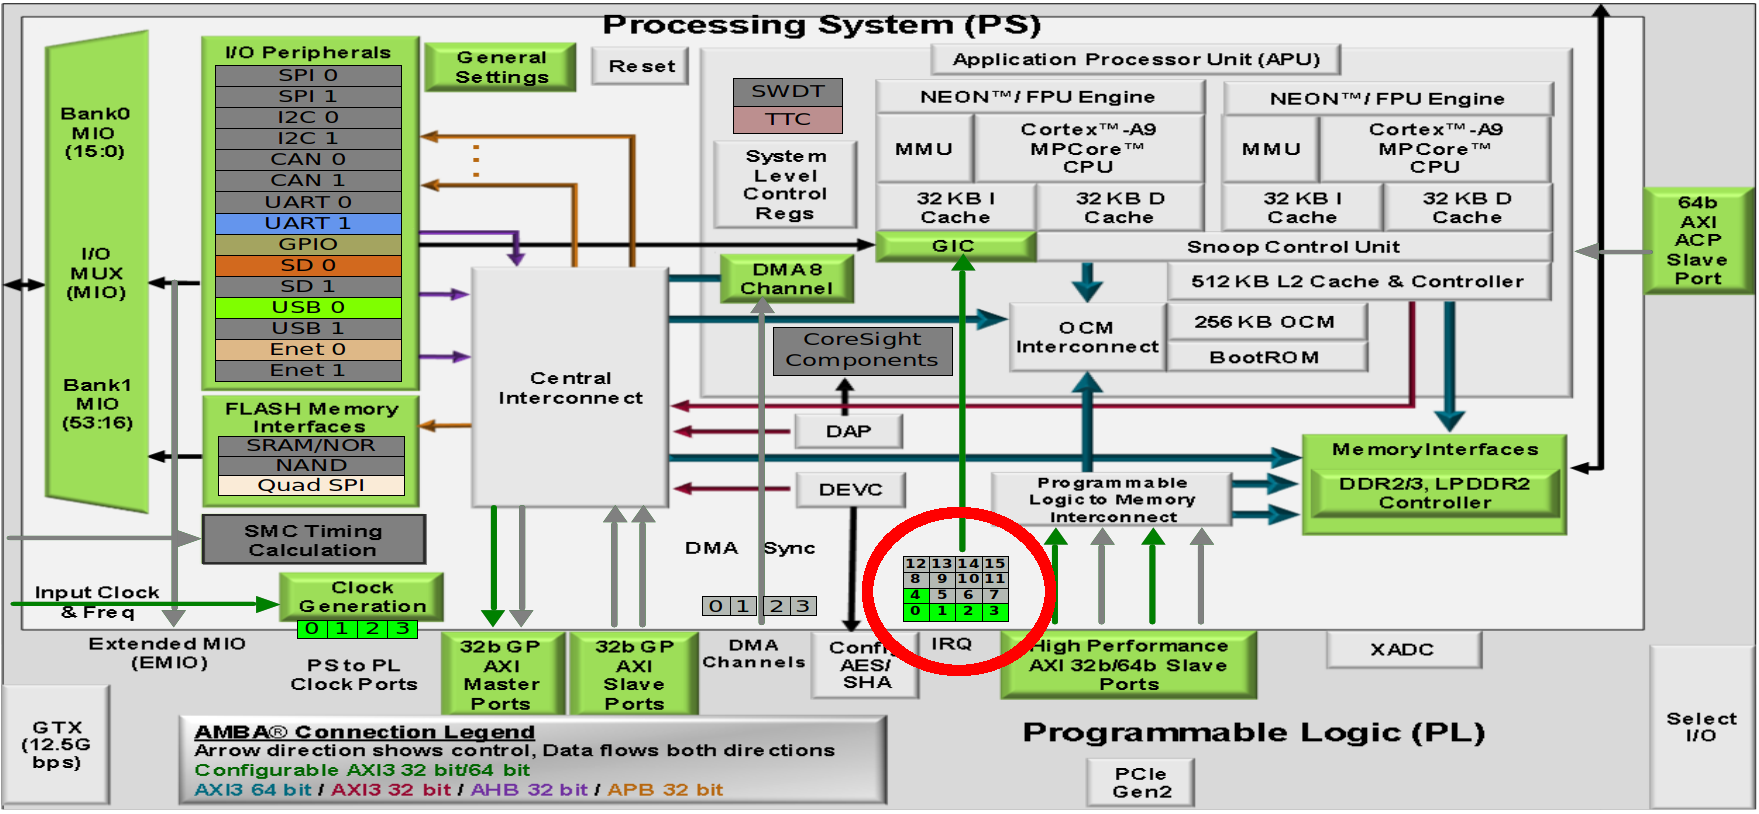 Processing System (PS)
Bank0
MIO
(15:0)
I/O
MUX
(MIO)
Bank1
MIO
(53:16)
I/O Peripherals
SPI 0
SPI 1
I2C 0
I2C 1
CAN 0
CAN 1
UART 0
UART 1
GPIO
SD 0
SD 1
USB 0
USB 1
Enet 0
Enet 1
FLASH Memory
Interfaces
SRAM/NOR
NAND
Quad SPI
SMC Timing
Calculation
General
Settings
Reset
Application Processor Unit (APU)
SWDT
TTC
System
Level
Control
Regs
NEON™/ FPU Engine
MMU
Cortex™-A9
MPCore™
CPU
32 KB I
Cache
32 KB D
Cache
NEON™/ FPU Engine
MMU
Cortex™-A9
MPCore™
CPU
32 KB I
Cache
32 KB D
Cache
GIC
Snoop Control Unit
DMA 8
Channel
512 KB L2 Cache & Controller
OCM
Interconnect
256 KB OCM
BootROM
CoreSight
Components
Central
Interconnect
DAP
DEVC
Programmable
Logic to Memory
Interconnect
Memory Interfaces
DDR2/3, LPDDR2
Controller
64b
AXI
ACP
Slave
Port
DMA Sync
Input Clock
& Freq
Clock
Generation
0 1 2 3
Extended MIO
(EMIO)
PS to PL
Clock Ports
32b GP
AXI
Master
Ports
32b GP
AXI
Slave
Ports
0 1 2 3
DMA
Channels
Config
AES/
SHA
12 13 14 15
8 9 10 11
4 5 6 7
0 1 2 3
IRQ
High Performance
AXI 32b/64b Slave
Ports
XADC
GTX
(12.5G
bps)
AMBA® Connection Legend
Arrow direction shows control, Data flows both directions
Configurable AXI3 32 bit/64 bit
AXI3 64 bit / AXI3 32 bit / AHB 32 bit / APB 32 bit
Programmable Logic (PL)
PCIe
Gen2
Select
I/O